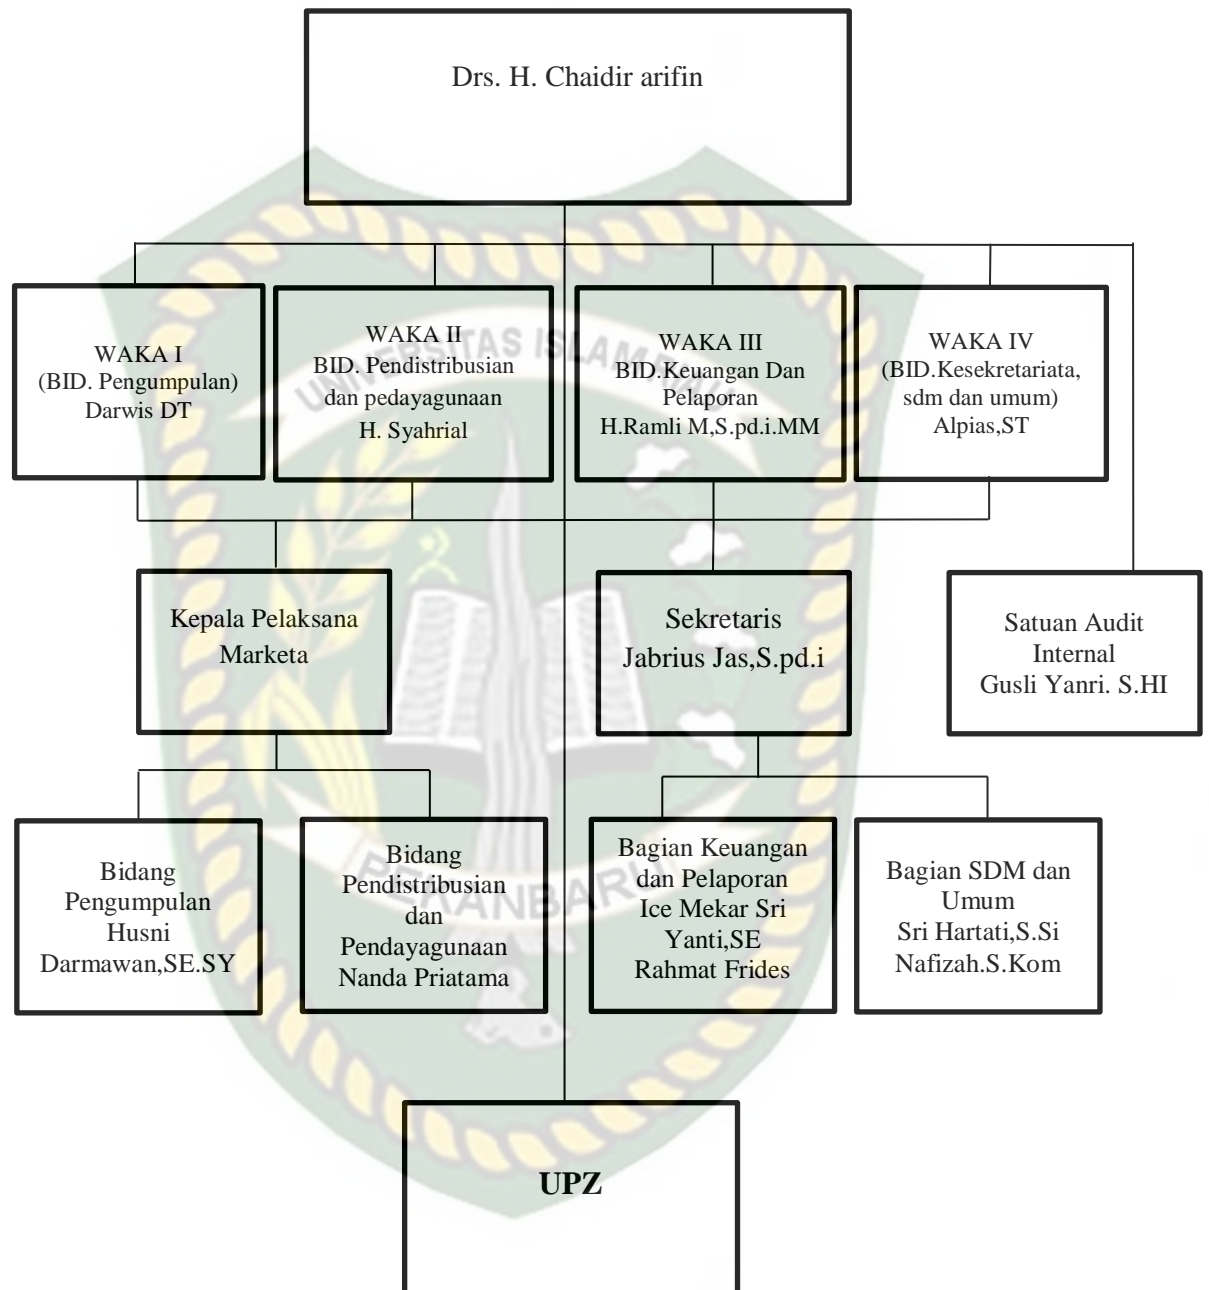 Drs. H. Chaidir arifin
WAKA I
(BID. Pengumpulan)
Darwis DT
WAKA II
BID. Pendistribusian
dan pedayagunaan
H. Syahrial
WAKA III
BID.Keuangan Dan
Pelaporan
H.Ramli M,S.pd.i.MM
WAKA IV
(BID.Kesekretariata,
sdm dan umum)
Alpias,ST
UNIVERSITAS ISLAM RIAU
Kepala Pelaksana
Marketa
Sekretaris
Jabrius Jas,S.pd.i
Satuan Audit
Internal
Gusli Yanri. S.HI
Bidang
Pengumpulan
Husni
Darmawan,SE.SY
Bidang
Pendistribusian
dan
Pendayagunaan
Nanda Priatama
Bagian Keuangan
dan Pelaporan
Ice Mekar Sri
Yanti,SE
Rahmat Frides
Bagian SDM dan
Umum
Sri Hartati,S.Si
Nafizah.S.Kom
PEKANBARU
UPZ